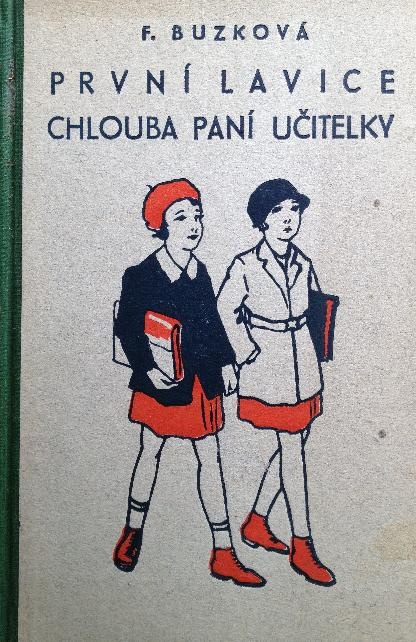 F. BUZKOVÁ
PRVNÍ LAVICE
CHLOUBA PANÍ UČITELKY